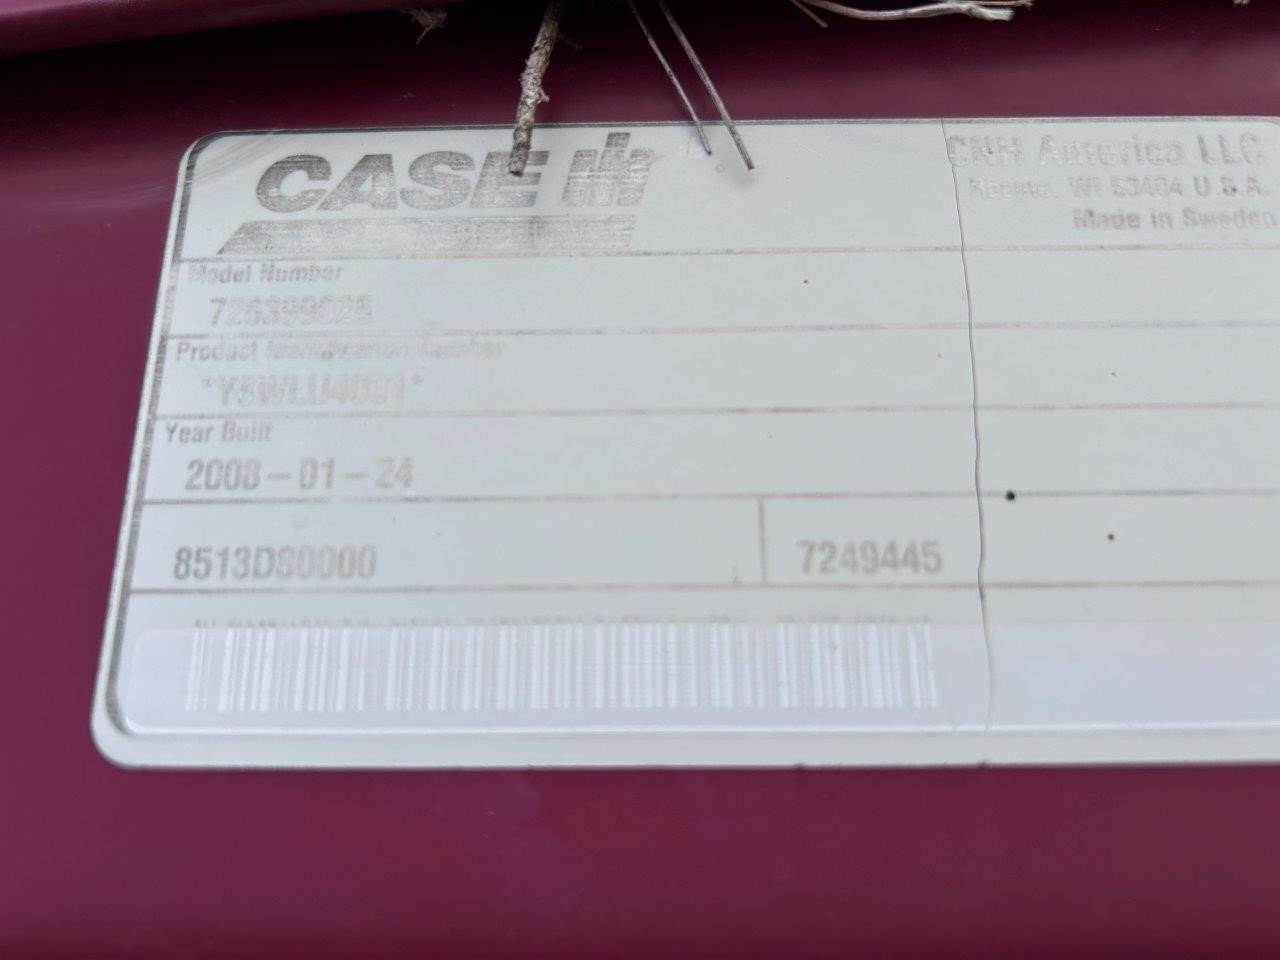 CASE IH
CNH America LLC
Racine, WI 53404 U.S.A.
Made in Sweden
Model Number
Product Identification Number
Year Built
2008-01-24
8513D80000
7249445